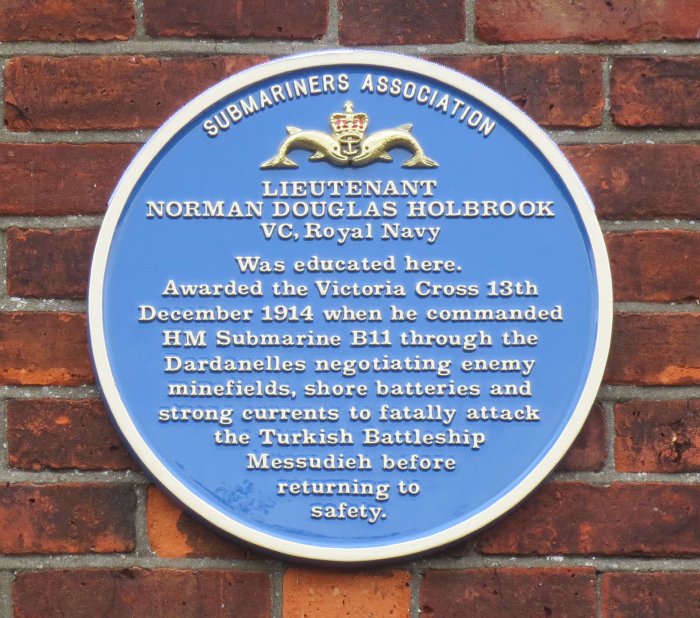 SUBMARINERS ASSOCIATION
LIEUTENANT
NORMAN DOUGLAS HOLBROOK
VC, Royal Navy
Was educated here.
Awarded the Victoria Cross 13th
December 1914 when he commanded
HM Submarine B11 through the
Dardanelles negotiating enemy
minefields, shore batteries and
strong currents to fatally attack
the Turkish Battleship
Messudieh before
returning to
safety.